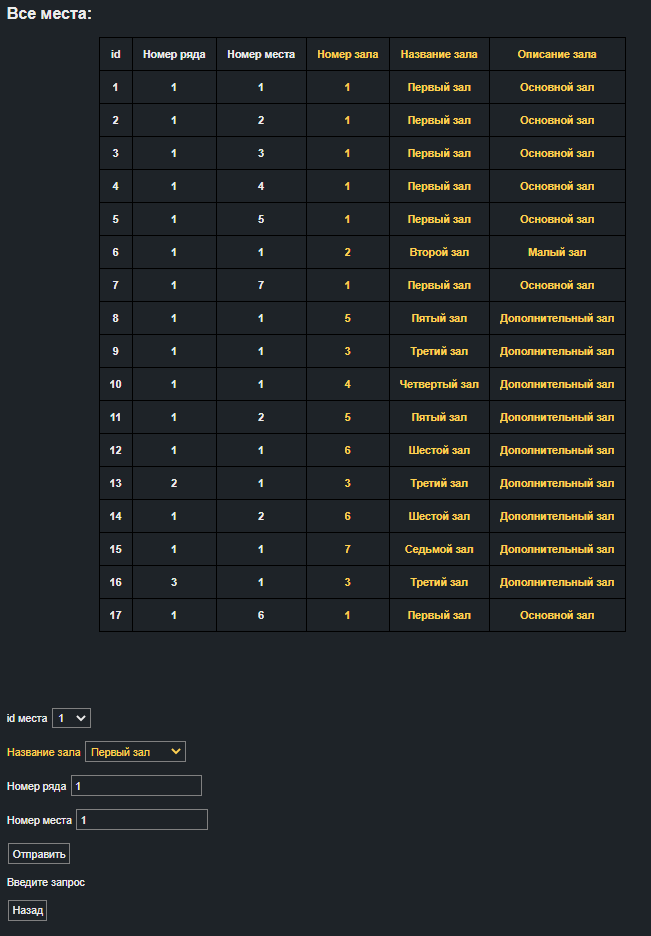 Все места:
id Номер ряда Номер места Номер зала Название зала Описание зала
1 1 1 1 Первый зал Основной зал
2 1 2 1 Первый зал Основной зал
3 1 3 1 Первый зал Основной зал
4 1 4 1 Первый зал Основной зал
5 1 5 1 Первый зал Основной зал
6 1 1 2 Второй зал Малый зал
7 1 7 1 Первый зал Основной зал
8 1 1 5 Пятый зал Дополнительный зал
9 1 1 3 Третий зал Дополнительный зал
10 1 1 4 Четвертый зал Дополнительный зал
11 1 2 5 Пятый зал Дополнительный зал
12 1 1 6 Шестой зал Дополнительный зал
13 2 1 3 Третий зал Дополнительный зал
14 1 2 6 Шестой зал Дополнительный зал
15 1 1 7 Седьмой зал Дополнительный зал
16 3 1 3 Третий зал Дополнительный зал
17 1 6 1 Первый зал Основной зал
id места 1
Название зала Первый зал
Номер ряда 1
Номер места 1
Отправить
Введите запрос
Назад